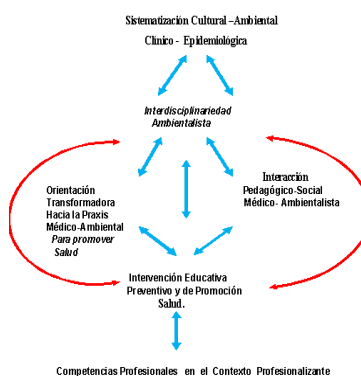 Sistematización Cultural –Ambiental
Clínico - Epidemiológica
Interdisciplinariedad
Ambientalista
Orientación
Transformadora
Hacia la Praxis
Médico-Ambiental
Para promover
Salud
Interacción
Pedagógico-Social
Médico- Ambientalista
Intervención Educativa
Preventivo y de Promoción
Salud.
Competencias Profesionales en el Contexto Profesionalizante